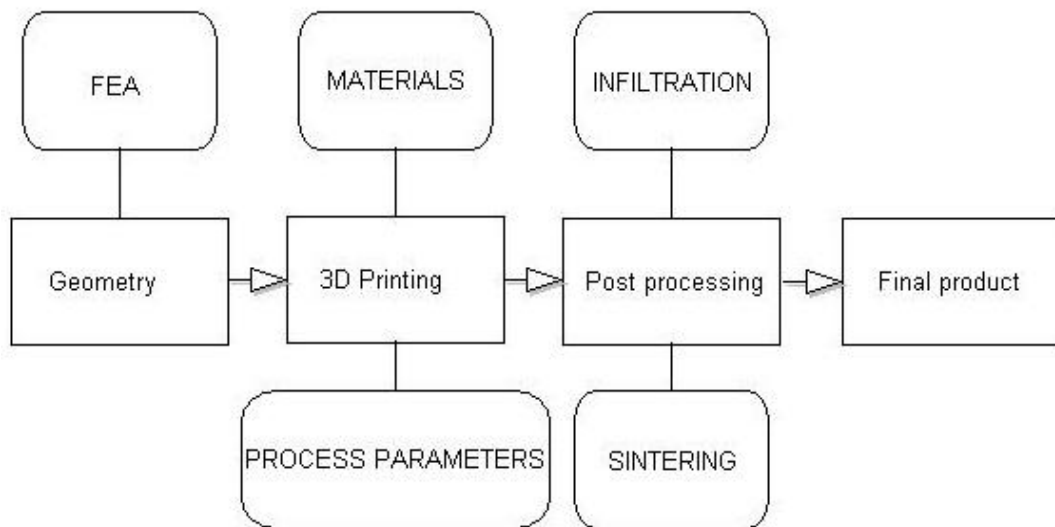 FEA
MATERIALS
INFILTRATION
Geometry
3D Printing
Post processing
Final product
PROCESS PARAMETERS
SINTERING